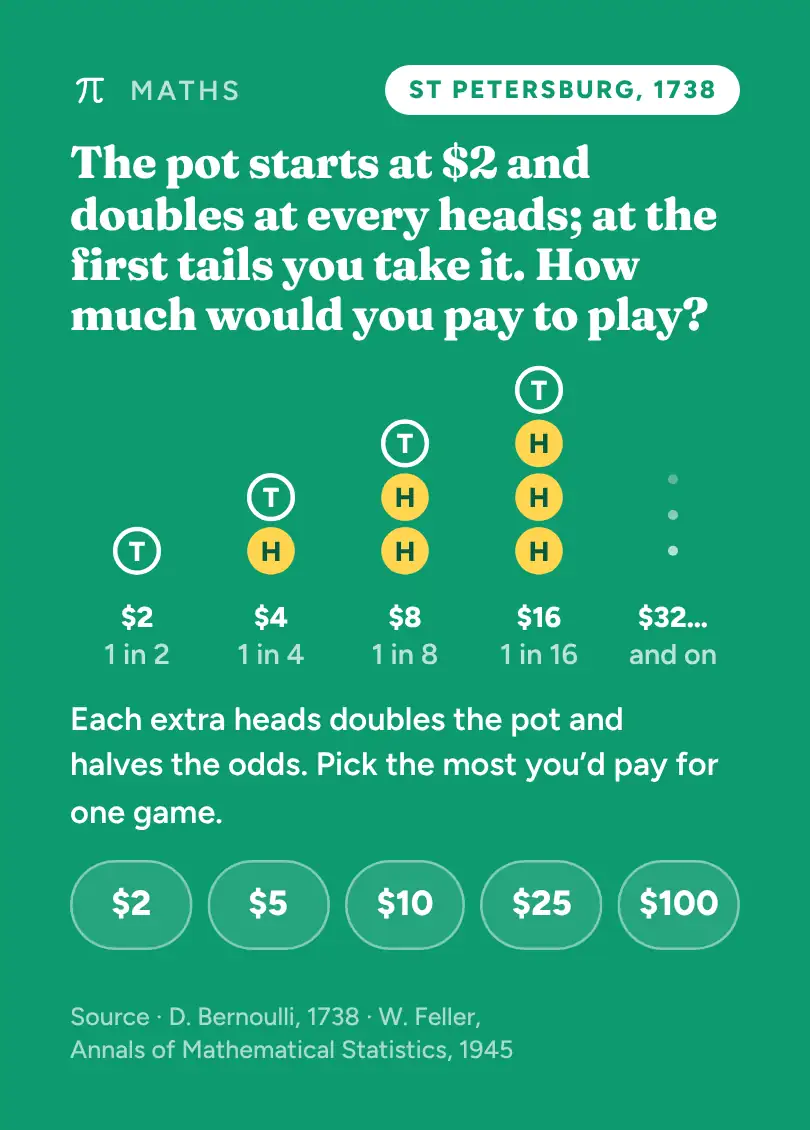 π MATHS
ST PETERSBURG, 1738
The pot starts at $2 and
doubles at every heads; at the
first tails you take it. How
much would you pay to play?
T
T H
T H H
T H H H
$2 $4 $8 $16 $32...
1 in 2 1 in 4 1 in 8 1 in 16 and on
Each extra heads doubles the pot and
halves the odds. Pick the most you’d pay for
one game.
$2 $5 $10 $25 $100
Source · D. Bernoulli, 1738 · W. Feller,
Annals of Mathematical Statistics, 1945